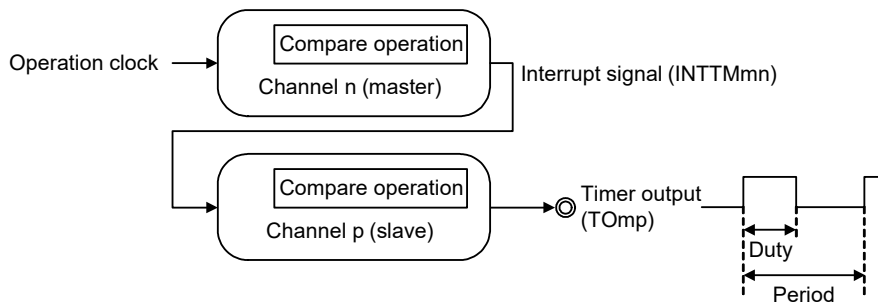 Compare operation
Operation clock
Channel n (master)
Interrupt signal (INTTMmn)
Compare operation
Channel p (slave)
Timer output
(TOmp)
Duty
Period